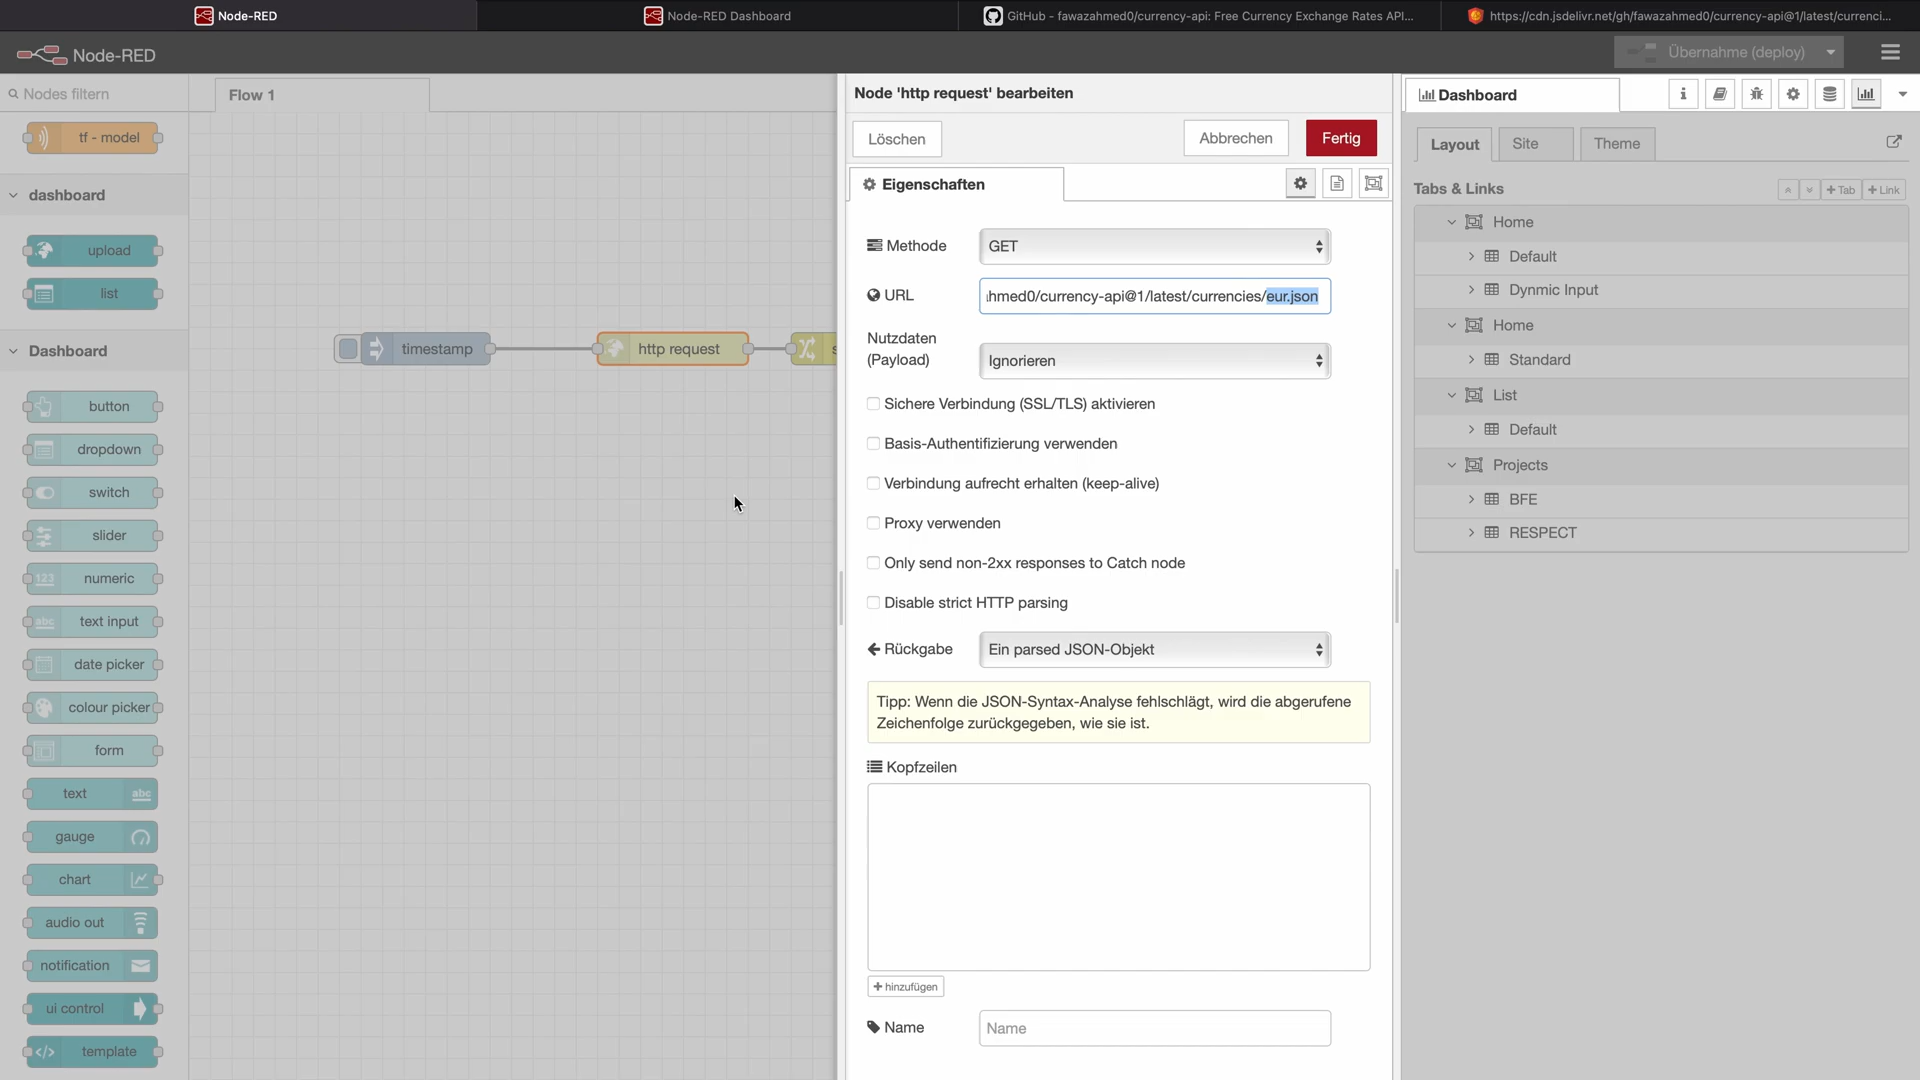 Node-RED
Node-RED Dashboard
GitHub - fawazahmed0/currency-api: Free Currency Exchange Rates API...
https://cdn.jsdelivr.net/gh/fawazahmed0/currency-api@1/latest/currenci...
Node-RED
Übernahme (deploy)
Nodes filtern
Flow 1
tf - model
dashboard
upload
list
Dashboard
button
dropdown
switch
slider
123 numeric
abc text input
date picker
colour picker
form
text abc
gauge
chart
audio out
notification
ui control
</> template
timestamp
http request
s
Node 'http request' bearbeiten
Löschen
Abbrechen
Fertig
Eigenschaften
Methode
GET
URL
hmed0/currency-api@1/latest/currencies/eur.json
Nutzdaten
(Payload)
Ignorieren
Sichere Verbindung (SSL/TLS) aktivieren
Basis-Authentifizierung verwenden
Verbindung aufrecht erhalten (keep-alive)
Proxy verwenden
Only send non-2xx responses to Catch node
Disable strict HTTP parsing
Rückgabe
Ein parsed JSON-Objekt
Tipp: Wenn die JSON-Syntax-Analyse fehlschlägt, wird die abgerufene
Zeichenfolge zurückgegeben, wie sie ist.
Kopfzeilen
+ hinzufügen
Name
Name
Dashboard
i
Layout
Site
Theme
Tabs & Links
+ Tab
+ Link
Home
Default
Dynmic Input
Home
Standard
List
Default
Projects
BFE
RESPECT